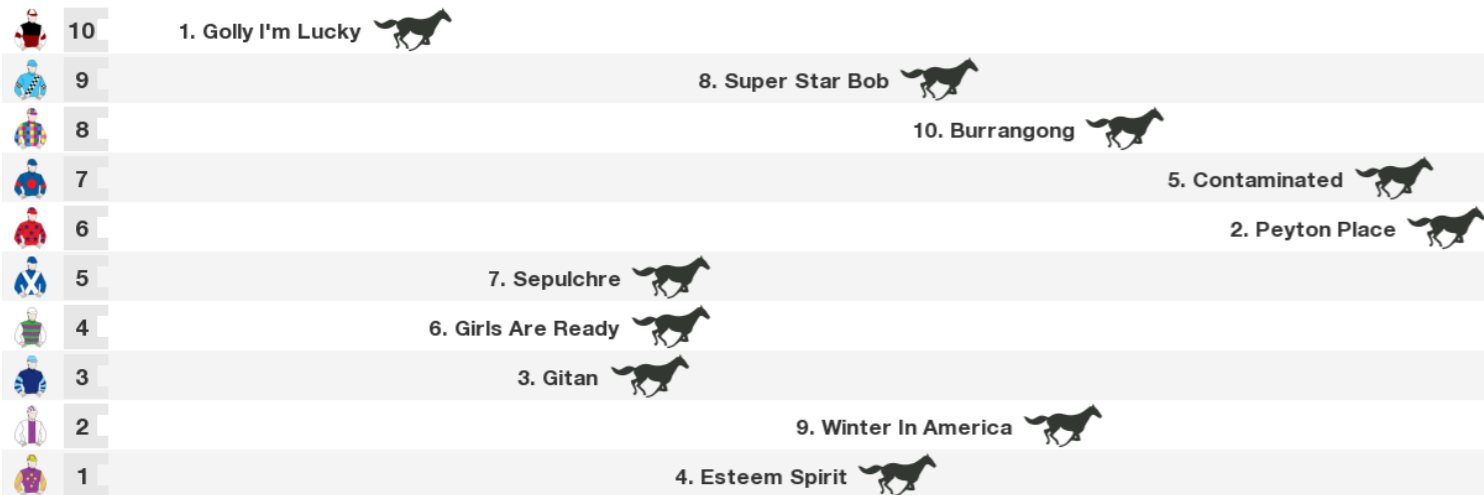 10 1. Golly I'm Lucky
9 8. Super Star Bob
8 10. Burrangong
7 5. Contaminated
6 2. Peyton Place
5 7. Sepulchre
4 6. Girls Are Ready
3 3. Gitan
2 9. Winter In America
1 4. Esteem Spirit